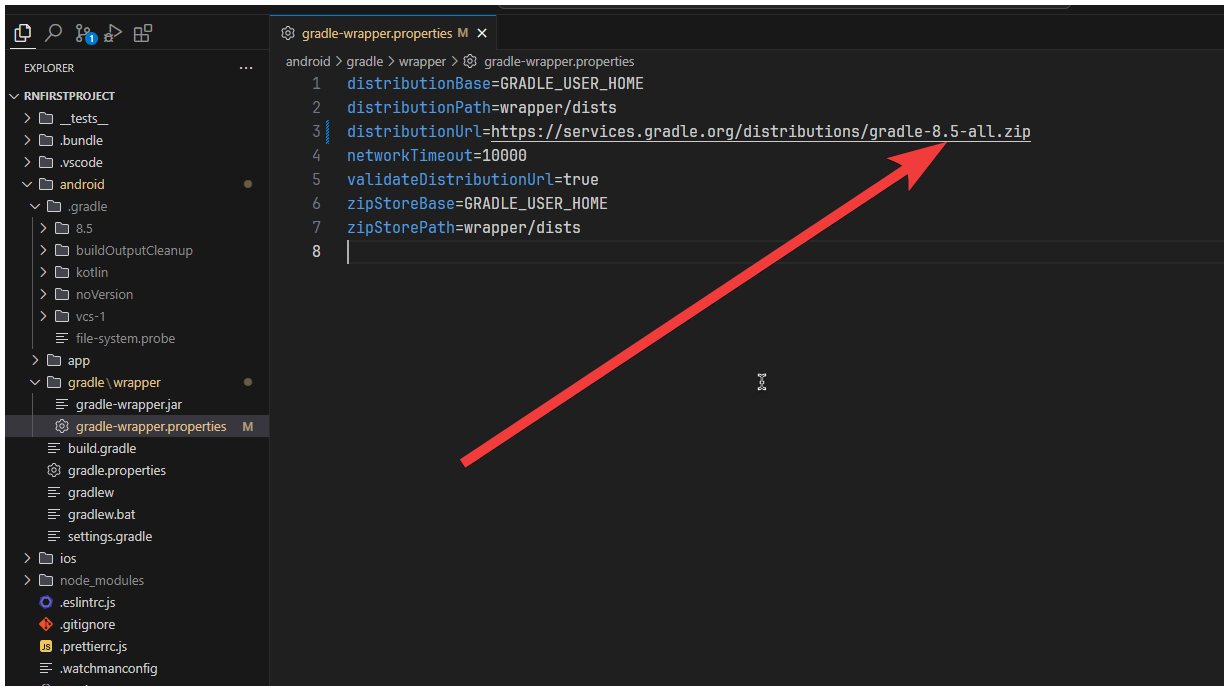 1
gradle-wrapper.properties M
EXPLORER
android > gradle > wrapper > gradle-wrapper.properties
RNFIRSTPROJECT
__tests__
.bundle
.vscode
android
.gradle
8.5
buildOutputCleanup
kotlin
noVersion
vcs-1
file-system.probe
app
gradle\wrapper
gradle-wrapper.jar
gradle-wrapper.properties M
build.gradle
gradle.properties
gradlew
gradlew.bat
settings.gradle
ios
node_modules
.eslintrc.js
.gitignore
JS .prettierrc.js
.watchmanconfig
1 distributionBase=GRADLE_USER_HOME
2 distributionPath=wrapper/dists
3 distributionUrl=https://services.gradle.org/distributions/gradle-8.5-all.zip
4 networkTimeout=10000
5 validateDistributionUrl=true
6 zipStoreBase=GRADLE_USER_HOME
7 zipStorePath=wrapper/dists
8